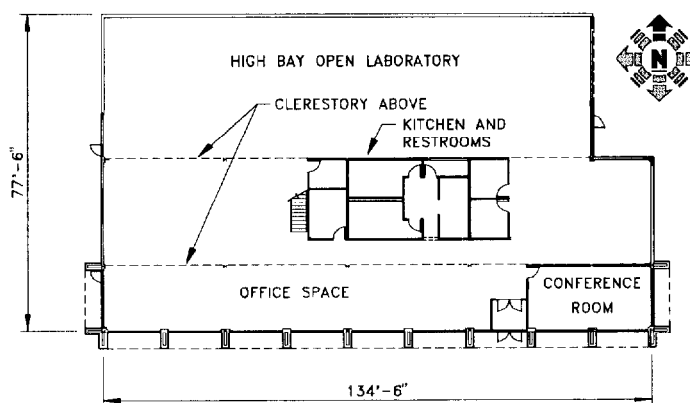 HIGH BAY OPEN LABORATORY
N
CLERESTORY ABOVE
KITCHEN AND
RESTROOMS
77'-6"
OFFICE SPACE
CONFERENCE
ROOM
134'-6"